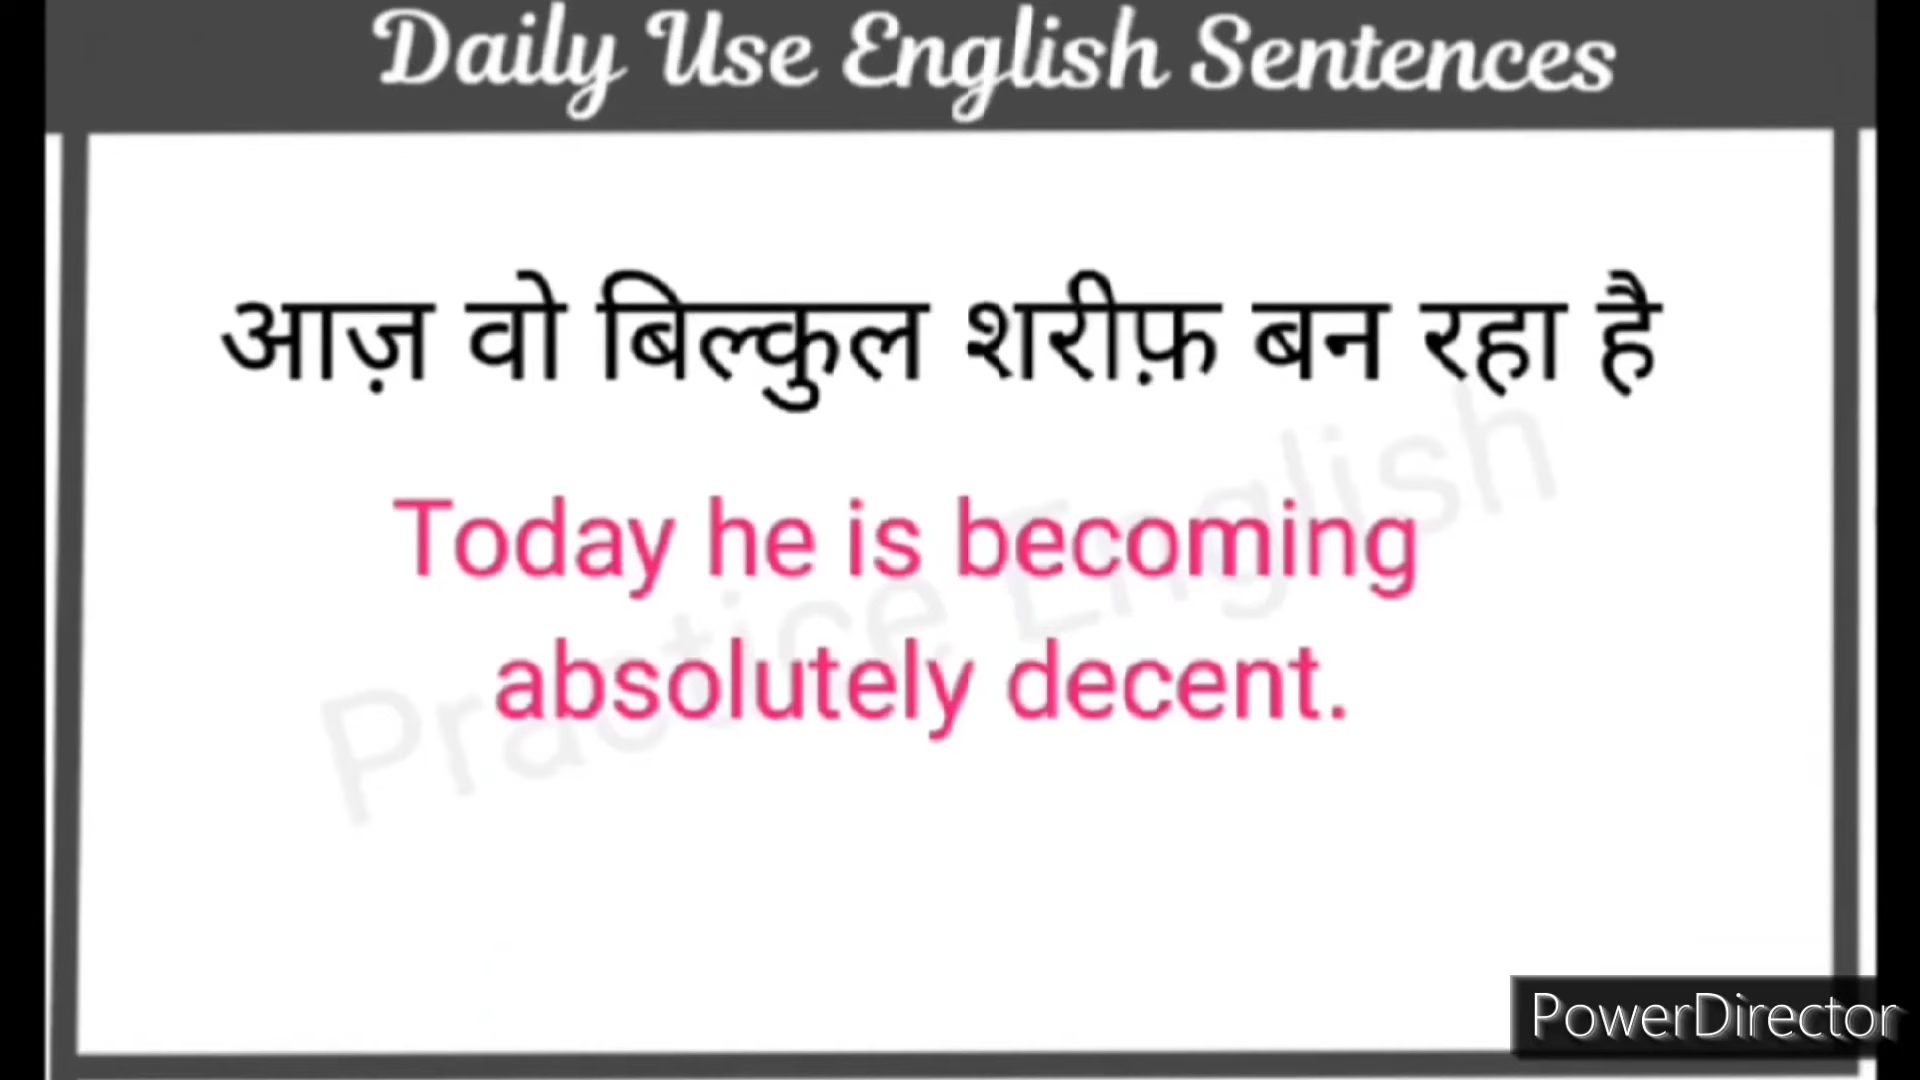 Daily Use English Sentences
आज़ वो बिल्कुल शरीफ़ बन रहा है
Today he is becoming
absolutely decent.
Practice English
PowerDirector